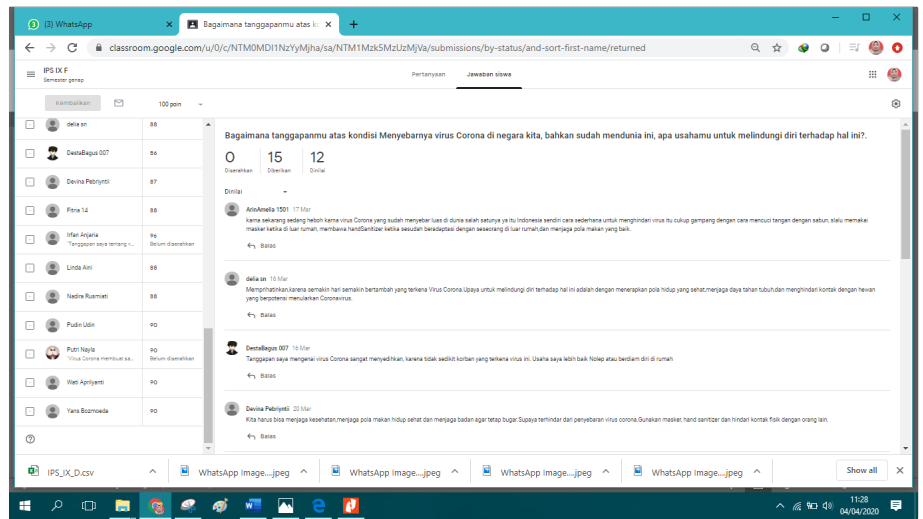 (3) WhatsApp
Bagaimana tanggapanmu atas ko
classroom.google.com/u/0/c/NTM0MDI1NzYyMjha/sa/NTM1Mzk5MzUzMjVa/submissions/by-status/and-sort-first-name/returned
IPS IX F
Semester genap
Pertanyaan
Jawaban siswa
Kembalikan
100 poin
delia sn 88
DestaBagus 007 86
Devina Pebriyntii 87
Fitria 14 88
Irfan Anjaria 96
"Tanggapan saya tentang v... Belum diserahkan
Linda Aini 88
Nadira Rusmiati 88
Pudin Udin 90
Putri Nayla 90
"Virus Corona membuat sa... Belum diserahkan
Wati Apriliyanti 90
Yans Bozmoeda 90
Bagaimana tanggapanmu atas kondisi Menyebarnya virus Corona di negara kita, bahkan sudah mendunia ini, apa usahamu untuk melindungi diri terhadap hal ini?.
0 15 12
Diserahkan Diberikan Dinilai
Dinilai
ArinAmelia 1501 17 Mar
karna sekarang sedang heboh karna virus Corona yang sudah menyebar luas di dunia salah satunya ya itu Indonesia sendiri cara sederhana untuk menghindari virus itu cukup gampang dengan cara mencuci tangan dengan sabun, slalu memakai
masker ketika di luar rumah, membawa handSanitizer ketika sesudah beradaptasi dengan seseorang di luar rumah,dan menjaga pola makan yang baik.
Balas
delia sn 16 Mar
Memprihatinkan,karena semakin hari semakin bertambah yang terkena Virus Corona.Upaya untuk melindungi diri terhadap hal ini adalah dengan menerapkan pola hidup yang sehat,menjaga daya tahan tubuh,dan menghindari kontak dengan hewan
yang berpotensi menularkan Coronavirus.
Balas
DestaBagus 007 16 Mar
Tanggapan saya mengenai virus Corona sangat menyedihkan, karena tidak sedikit korban yang terkena virus ini. Usaha saya lebih baik Nolep atau berdiam diri di rumah
Balas
Devina Pebriyntii 20 Mar
Kita harus bisa menjaga kesehatan,menjaga pola makan hidup sehat dan menjaga badan agar tetap bugar.Supaya terhindar dari penyebaran virus corona.Gunakan masker, hand sanitizer dan hindari kontak fisik dengan orang lain.
Balas
IPS_IX_D.csv
WhatsApp Image....jpeg
WhatsApp Image....jpeg
WhatsApp Image....jpeg
WhatsApp Image....jpeg
Show all
11:28
04/04/2020